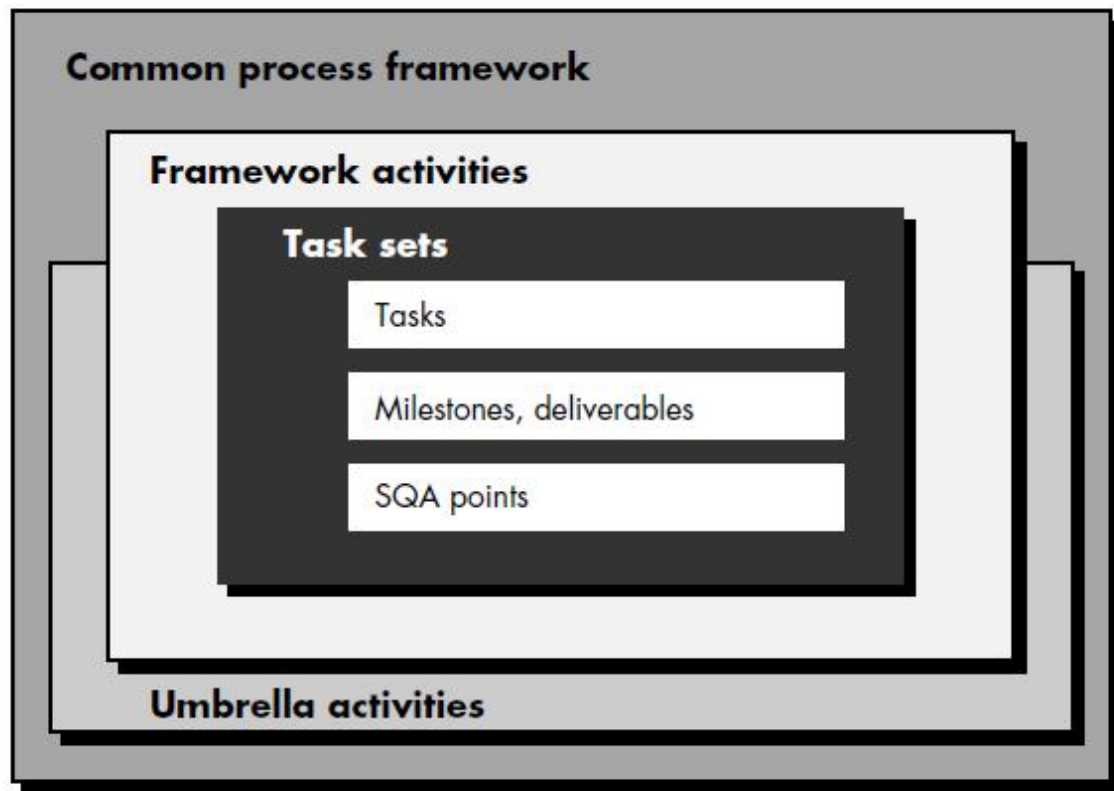 Common process framework
Framework activities
Task sets
Tasks
Milestones, deliverables
SQA points
Umbrella activities